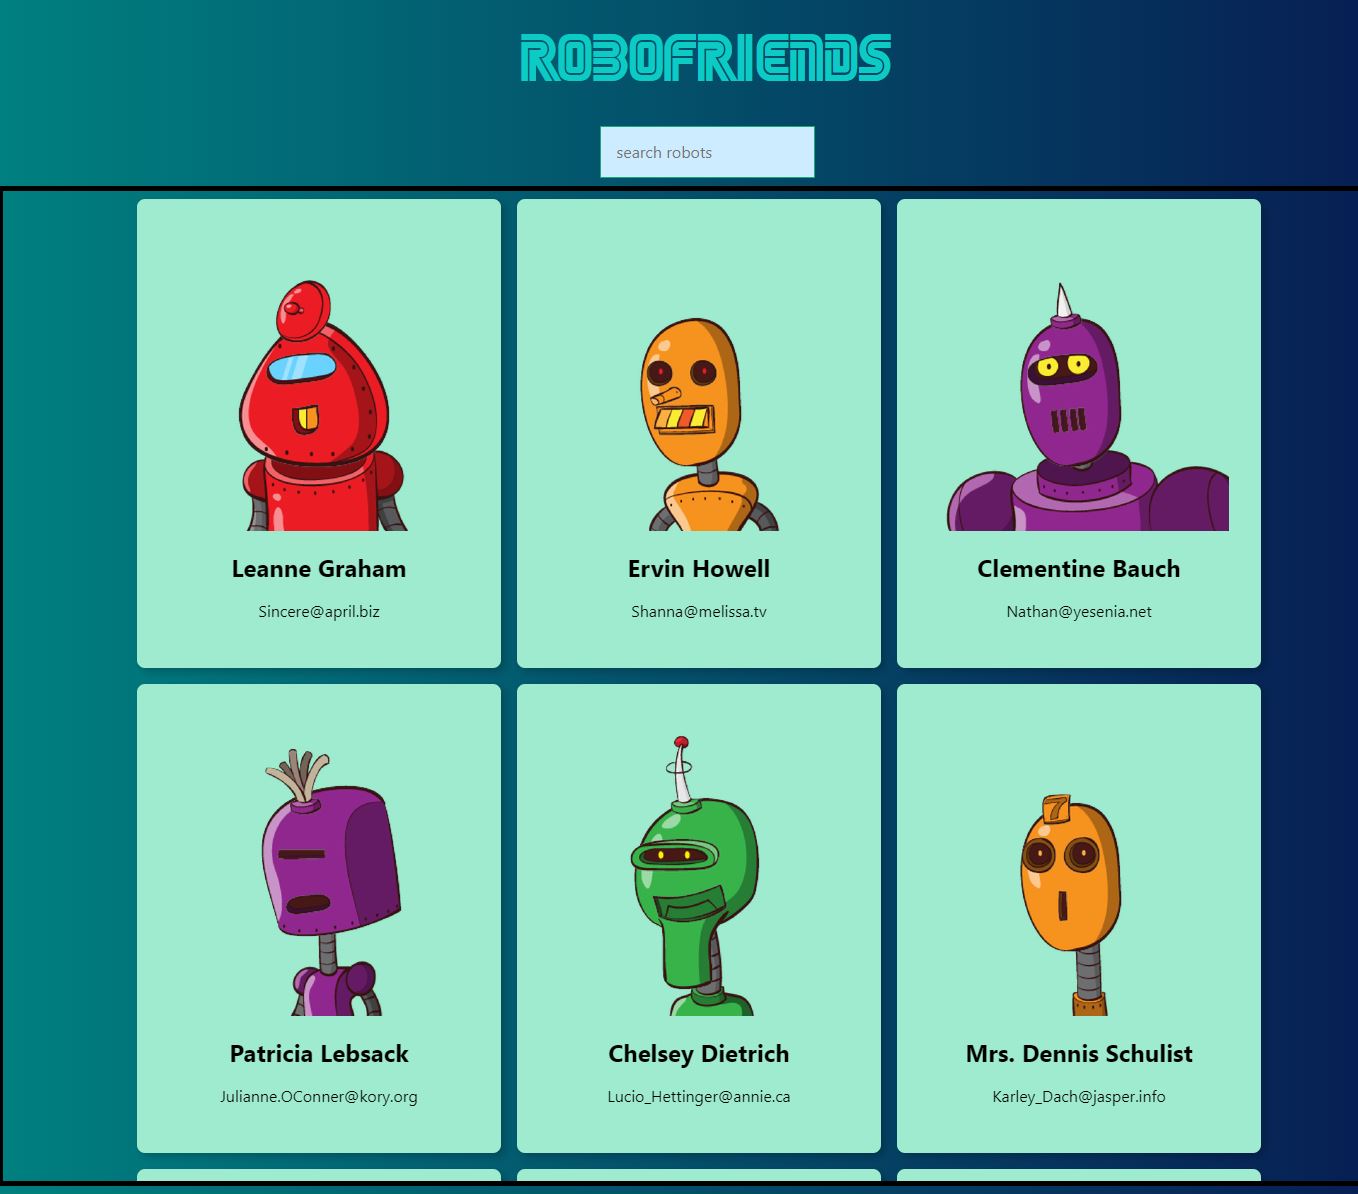 ROBOFRIENDS
search robots
Leanne Graham
Sincere@april.biz
Ervin Howell
Shanna@melissa.tv
Clementine Bauch
Nathan@yesenia.net
7
Patricia Lebsack
Julianne.OConner@kory.org
Chelsey Dietrich
Lucio_Hettinger@annie.ca
Mrs. Dennis Schulist
Karley_Dach@jasper.info